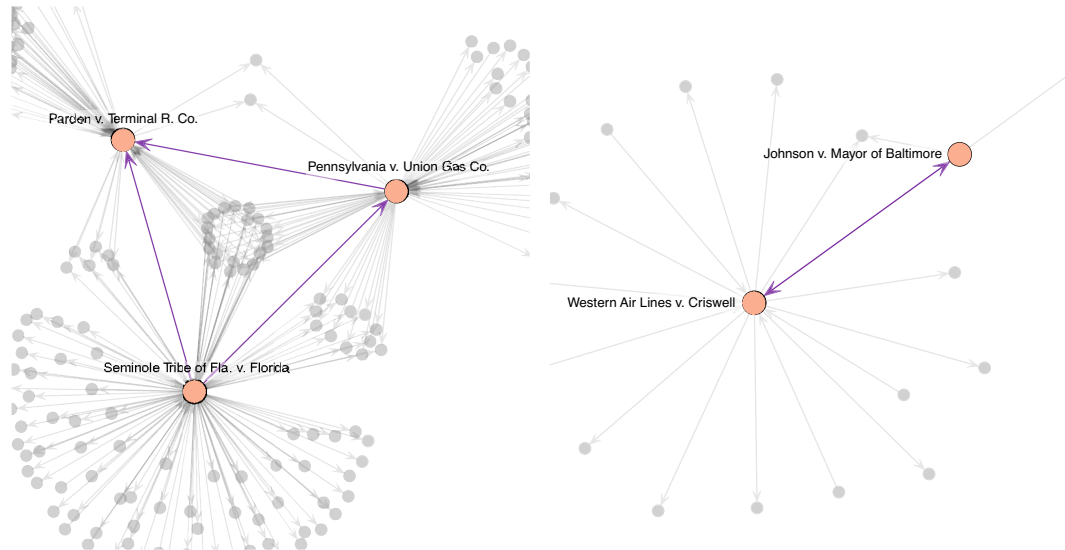 Parden v. Terminal R. Co.
Pennsylvania v. Union Gas Co.
Johnson v. Mayor of Baltimore
Western Air Lines v. Criswell
Seminole Tribe of Fla. v. Florida